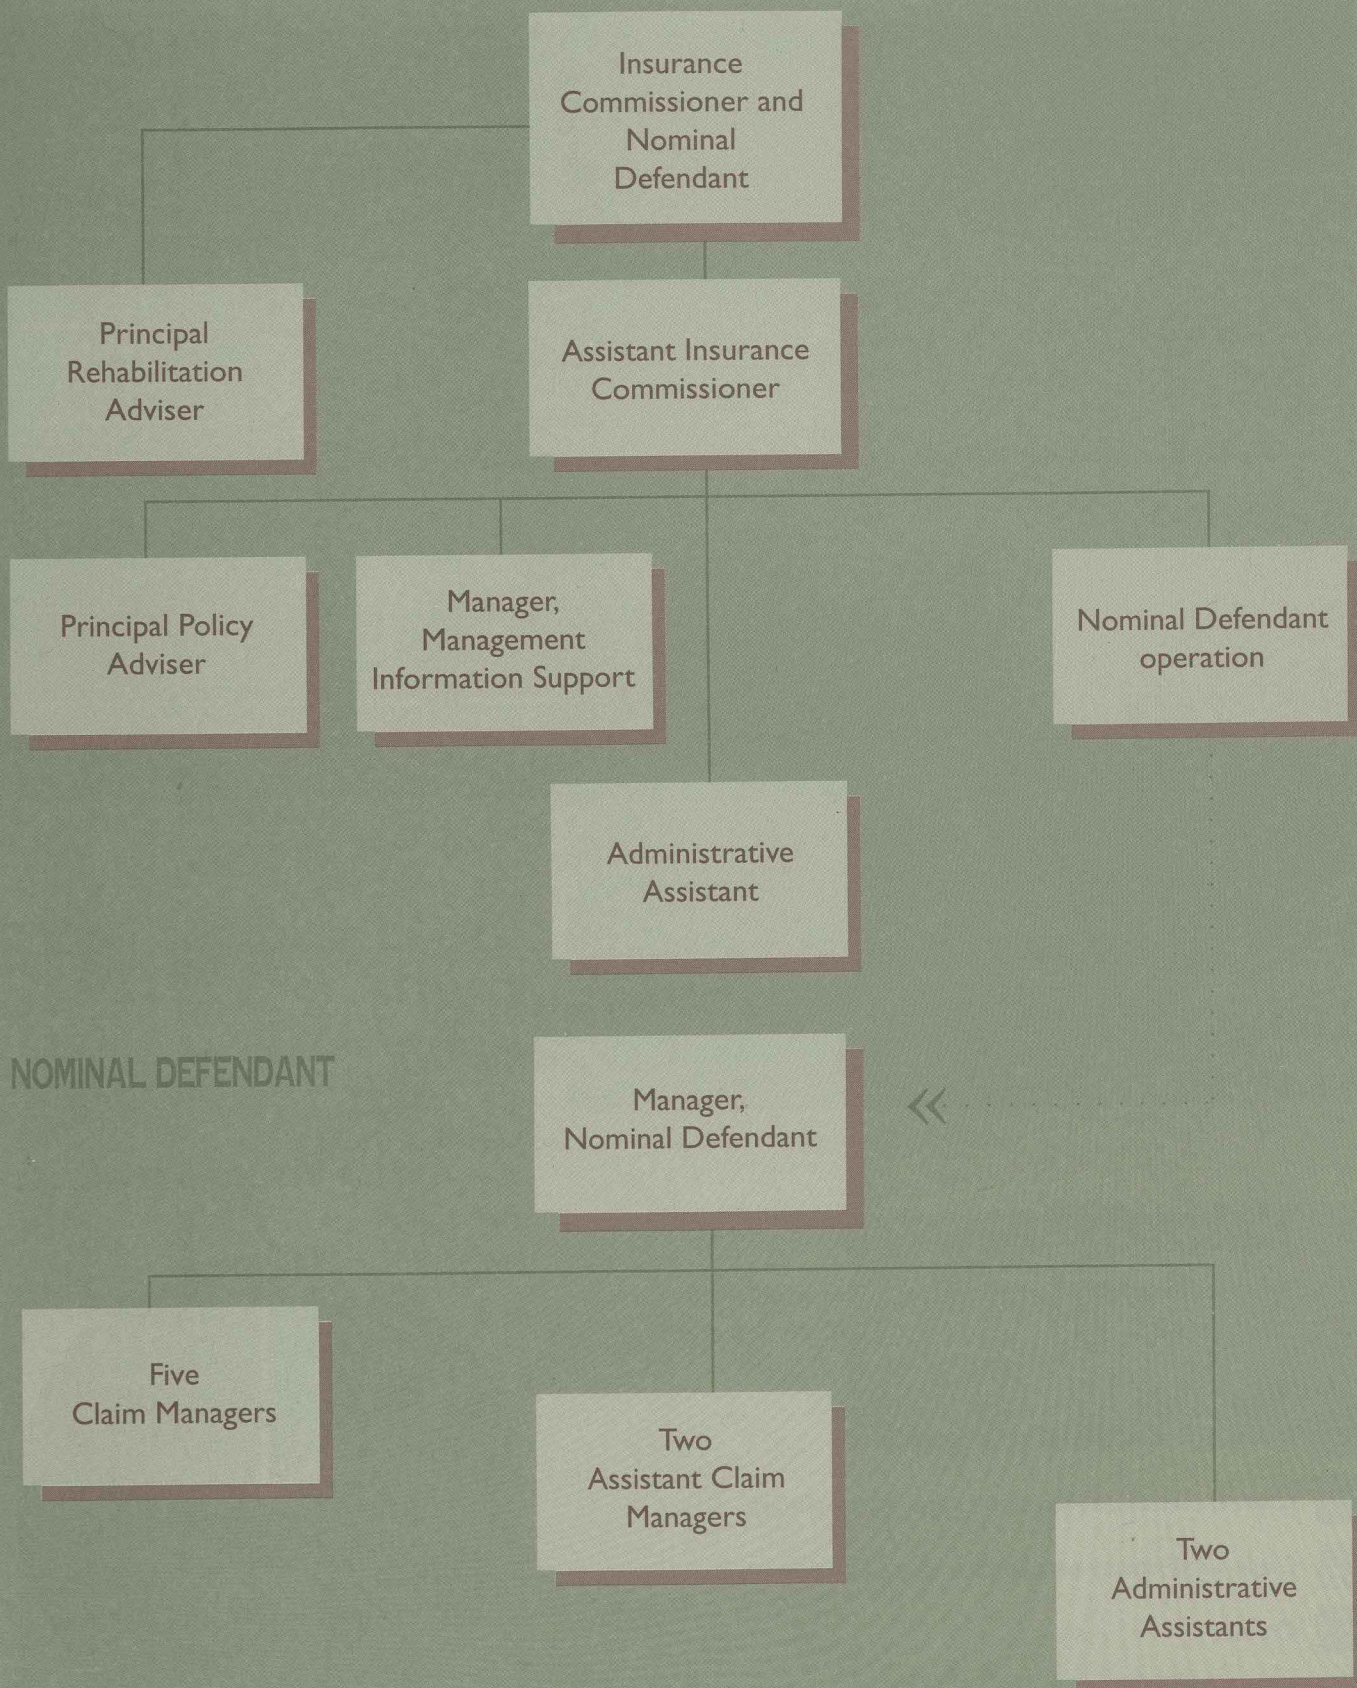 Insurance
Commissioner and
Nominal
Defendant
Principal
Rehabilitation
Adviser
Assistant Insurance
Commissioner
Principal Policy
Adviser
Manager,
Management
Information Support
Nominal Defendant
operation
Administrative
Assistant
NOMINAL DEFENDANT
Manager,
Nominal Defendant
Five
Claim Managers
Two
Assistant Claim
Managers
Two
Administrative
Assistants